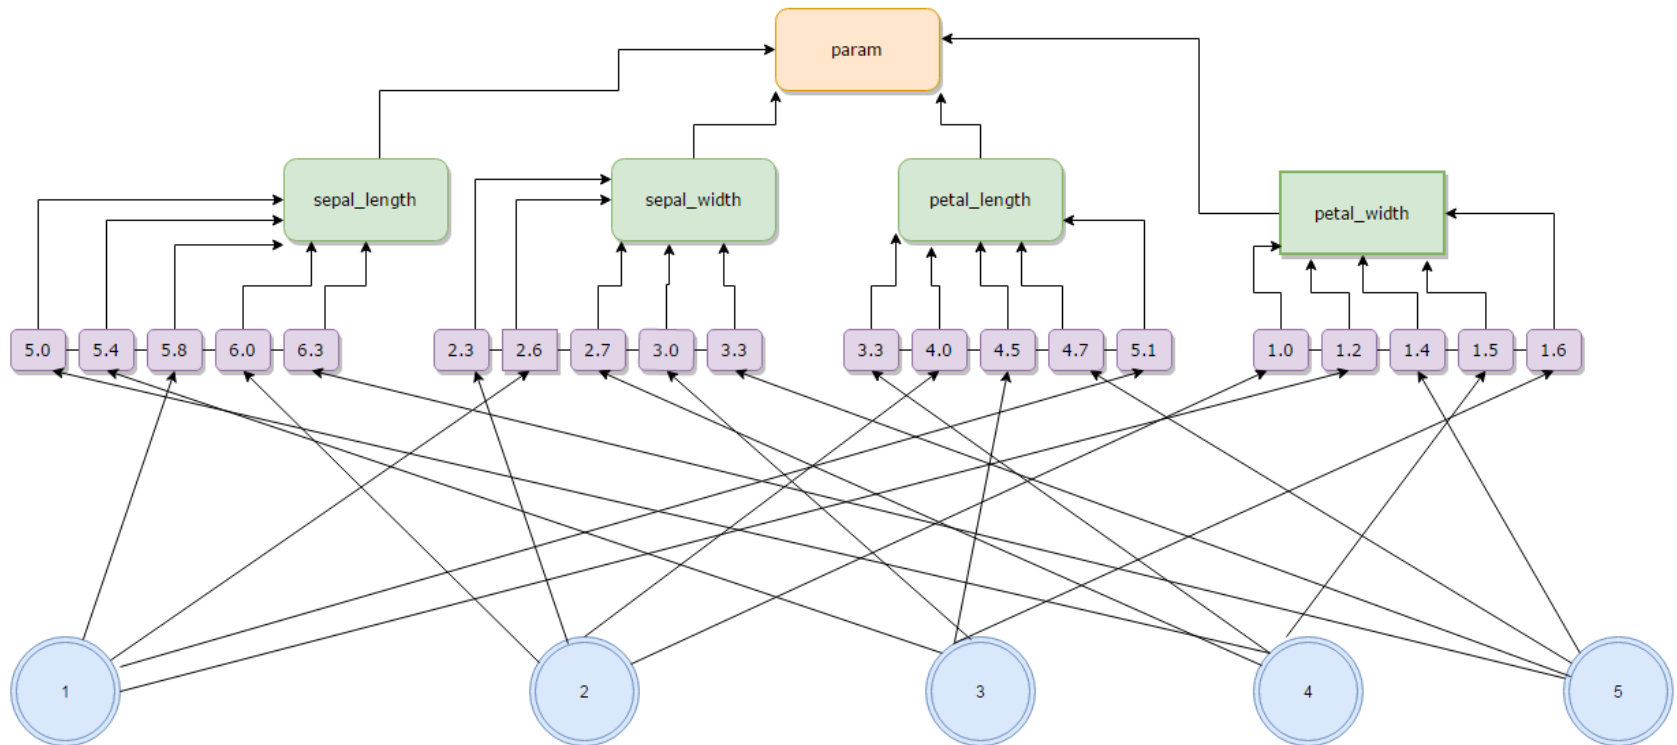 param
sepal_length
sepal_width
petal_length
petal_width
5.0 5.4 5.8 6.0 6.3 2.3 2.6 2.7 3.0 3.3 3.3 4.0 4.5 4.7 5.1 1.0 1.2 1.4 1.5 1.6
1 2 3 4 5